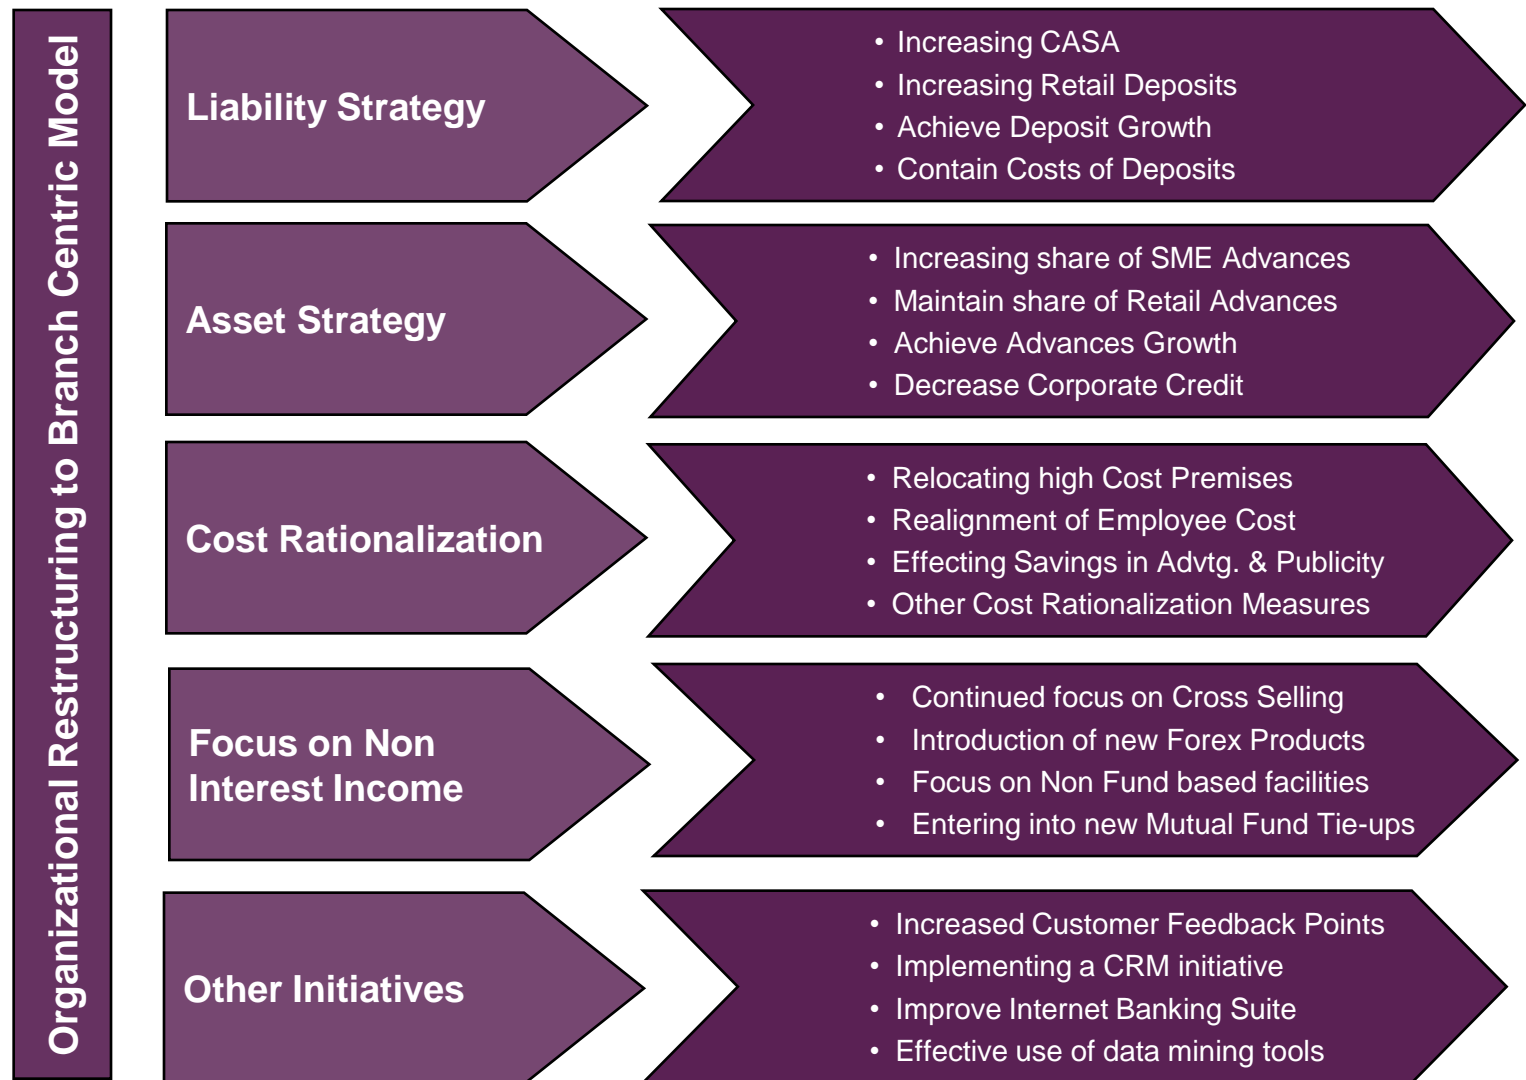 Organizational Restructuring to Branch Centric Model
Liability Strategy
• Increasing CASA
• Increasing Retail Deposits
• Achieve Deposit Growth
• Contain Costs of Deposits
Asset Strategy
• Increasing share of SME Advances
• Maintain share of Retail Advances
• Achieve Advances Growth
• Decrease Corporate Credit
Cost Rationalization
• Relocating high Cost Premises
• Realignment of Employee Cost
• Effecting Savings in Advtg. & Publicity
• Other Cost Rationalization Measures
Focus on Non
Interest Income
• Continued focus on Cross Selling
• Introduction of new Forex Products
• Focus on Non Fund based facilities
• Entering into new Mutual Fund Tie-ups
Other Initiatives
• Increased Customer Feedback Points
• Implementing a CRM initiative
• Improve Internet Banking Suite
• Effective use of data mining tools